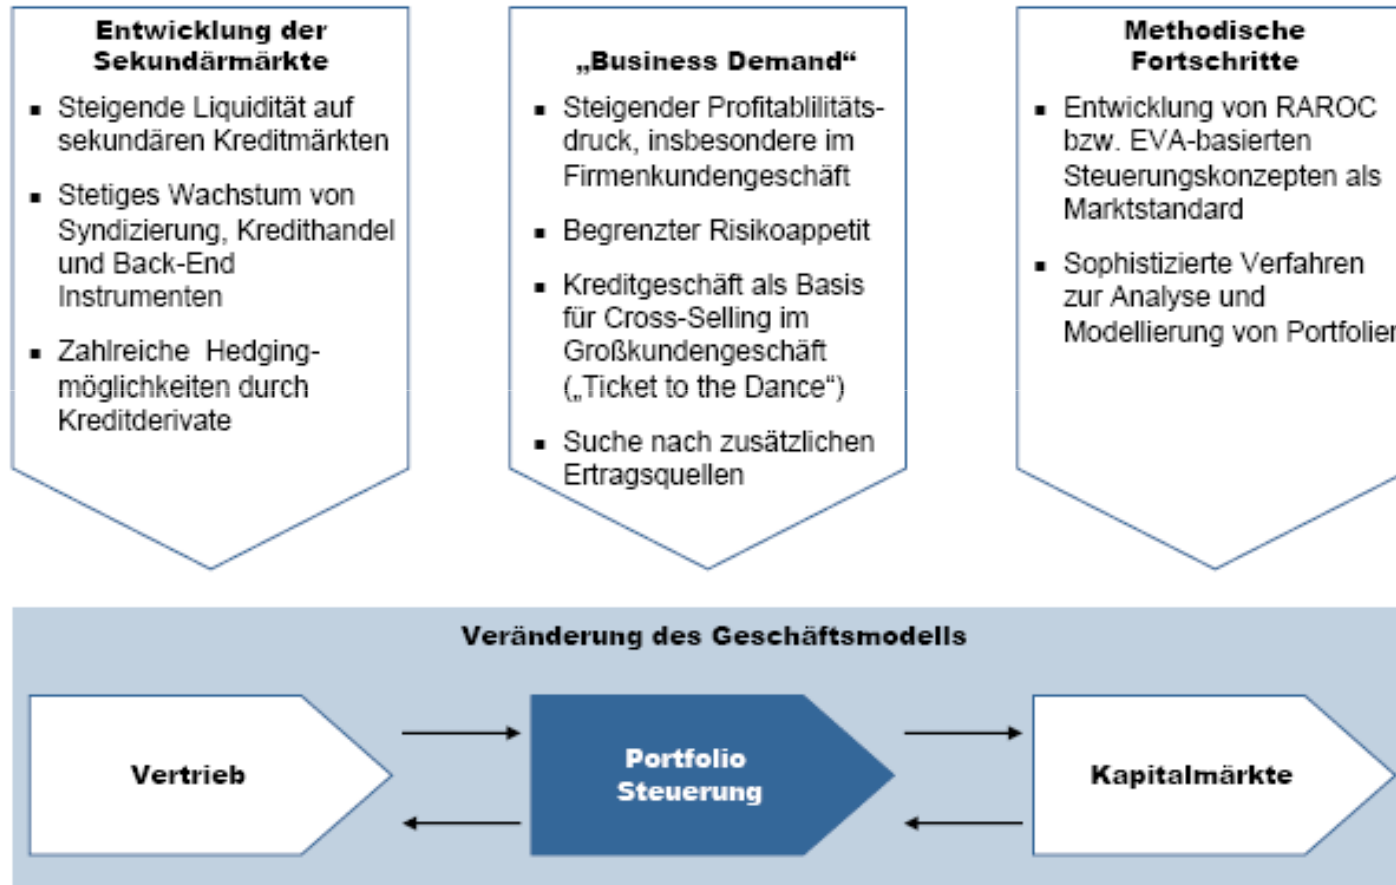 Entwicklung der
Sekundärmärkte
▪ Steigende Liquidität auf
sekundären Kreditmärkten
▪ Stetiges Wachstum von
Syndizierung, Kredithandel
und Back-End
Instrumenten
▪ Zahlreiche Hedging-
möglichkeiten durch
Kreditderivate
„Business Demand“
▪ Steigender Profitablilitäts-
druck, insbesondere im
Firmenkundengeschäft
▪ Begrenzter Risikoappetit
▪ Kreditgeschäft als Basis
für Cross-Selling im
Großkundengeschäft
(„Ticket to the Dance“)
▪ Suche nach zusätzlichen
Ertragsquellen
Methodische
Fortschritte
▪ Entwicklung von RAROC
bzw. EVA-basierten
Steuerungskonzepten als
Marktstandard
▪ Sophistizierte Verfahren
zur Analyse und
Modellierung von Portfolien
Veränderung des Geschäftsmodells
Vertrieb
Portfolio
Steuerung
Kapitalmärkte